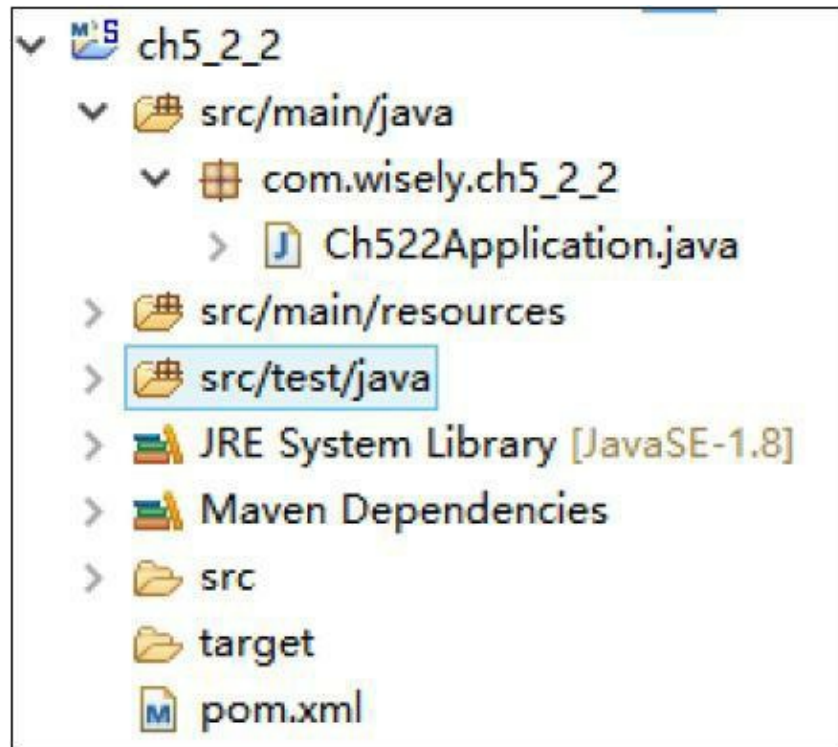 ch5_2_2
src/main/java
com.wisely.ch5_2_2
Ch522Application.java
src/main/resources
src/test/java
JRE System Library [JavaSE-1.8]
Maven Dependencies
src
target
pom.xml